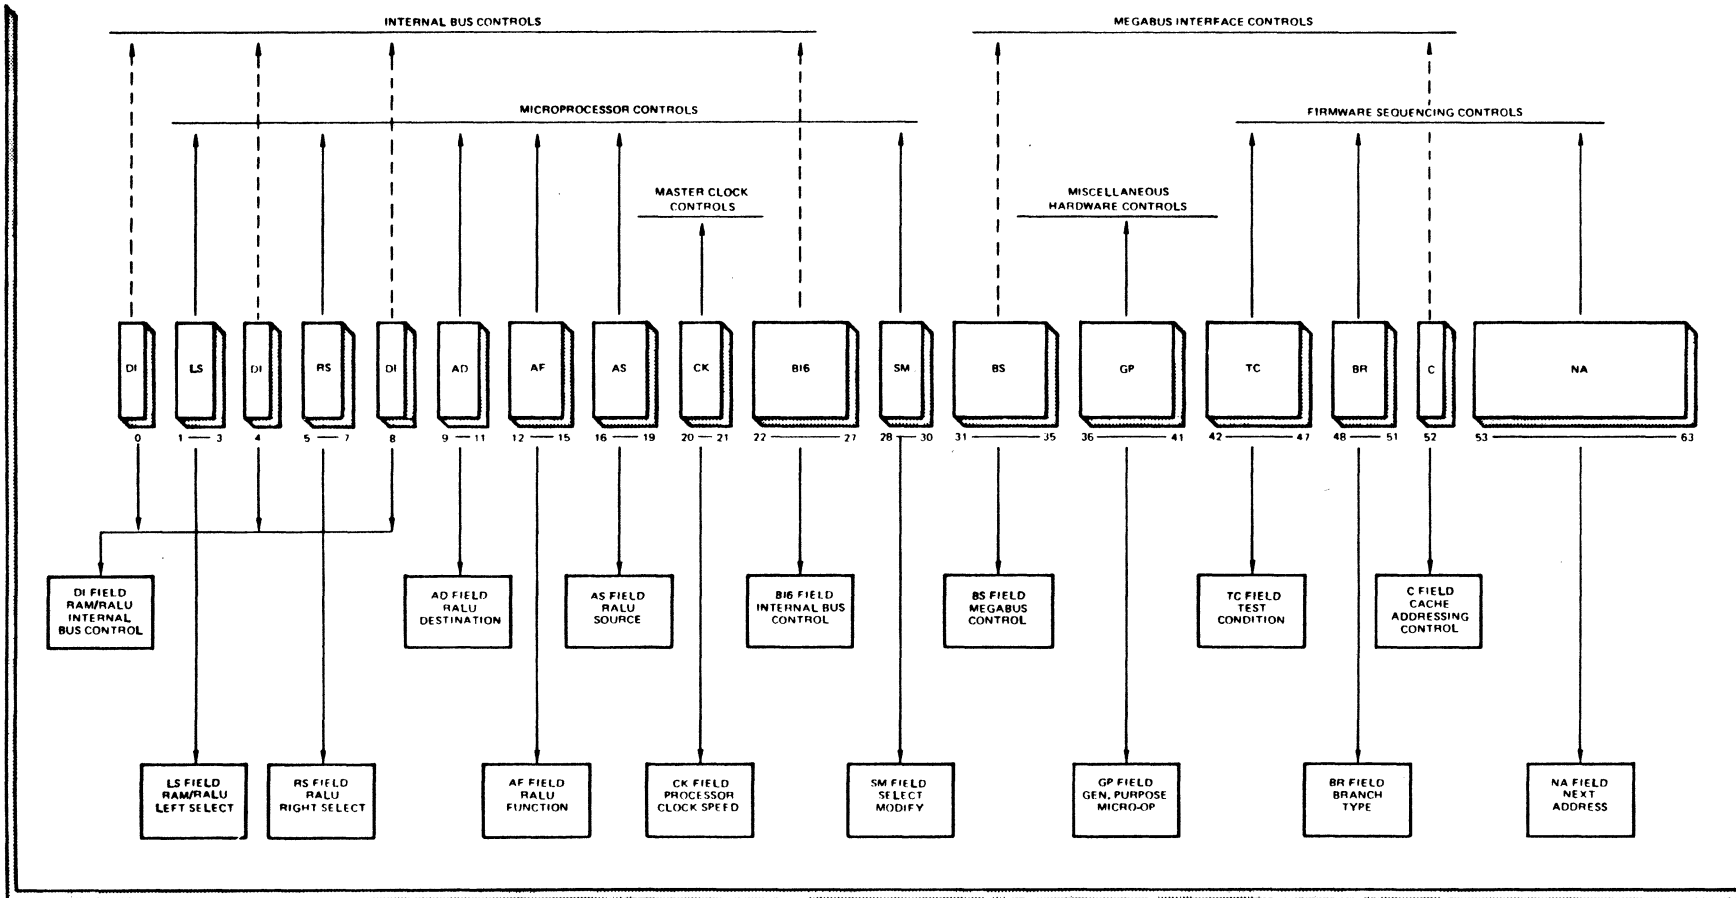 INTERNAL BUS CONTROLS
MEGABUS INTERFACE CONTROLS
MICROPROCESSOR CONTROLS
FIRMWARE SEQUENCING CONTROLS
MASTER CLOCK
CONTROLS
MISCELLANEOUS
HARDWARE CONTROLS
DI LS DI RS DI AD AF AS CK BI6 SM BS GP TC BR C NA
0 1 3 4 5 7 8 9 11 12 15 16 19 20 21 22 27 28 30 31 35 36 41 42 47 48 51 52 53 63
DI FIELD
RAM/RALU
INTERNAL
BUS CONTROL
AD FIELD
RALU
DESTINATION
AS FIELD
RALU
SOURCE
BI6 FIELD
INTERNAL BUS
CONTROL
BS FIELD
MEGABUS
CONTROL
TC FIELD
TEST
CONDITION
C FIELD
CACHE
ADDRESSING
CONTROL
LS FIELD
RAM/RALU
LEFT SELECT
RS FIELD
RALU
RIGHT SELECT
AF FIELD
RALU
FUNCTION
CK FIELD
PROCESSOR
CLOCK SPEED
SM FIELD
SELECT
MODIFY
GP FIELD
GEN, PURPOSE
MICRO-OP
BR FIELD
BRANCH
TYPE
NA FIELD
NEXT
ADDRESS